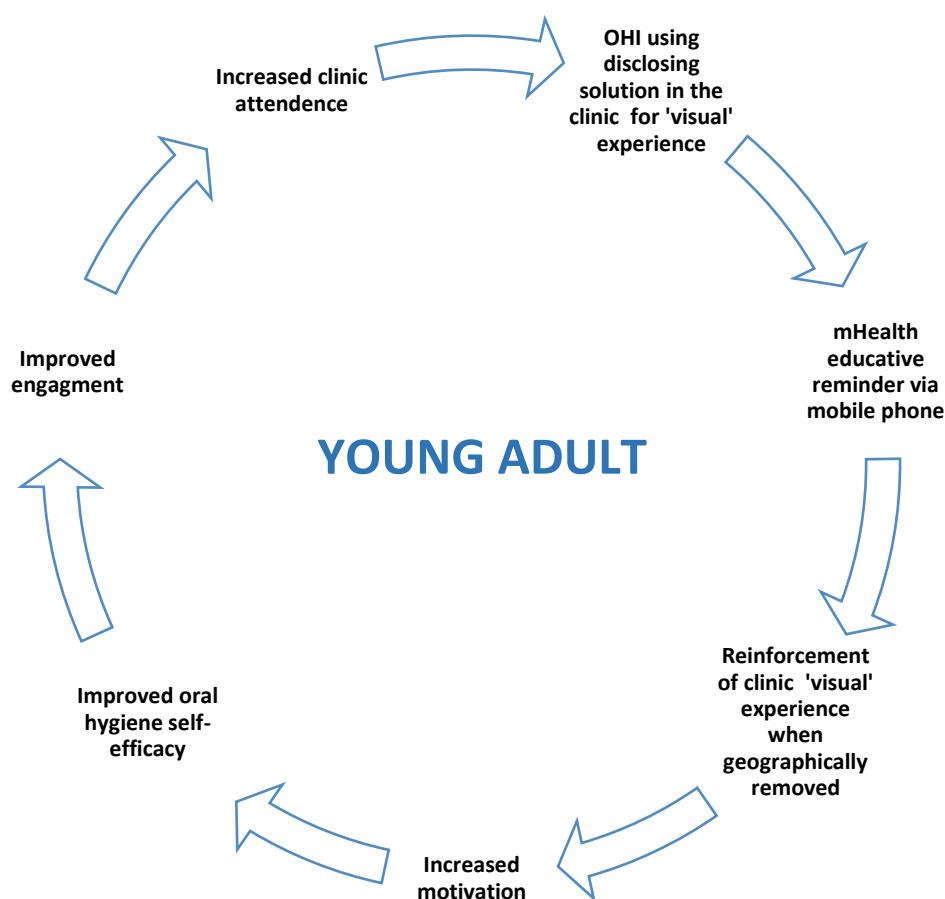 OHI using
disclosing
solution in the
clinic for 'visual'
experience
mHealth
educative
reminder via
mobile phone
Reinforcement
of clinic 'visual'
experience
when
geographically
removed
Increased
motivation
Improved oral
hygiene self-
efficacy
Improved
engagment
Increased clinic
attendence
YOUNG ADULT